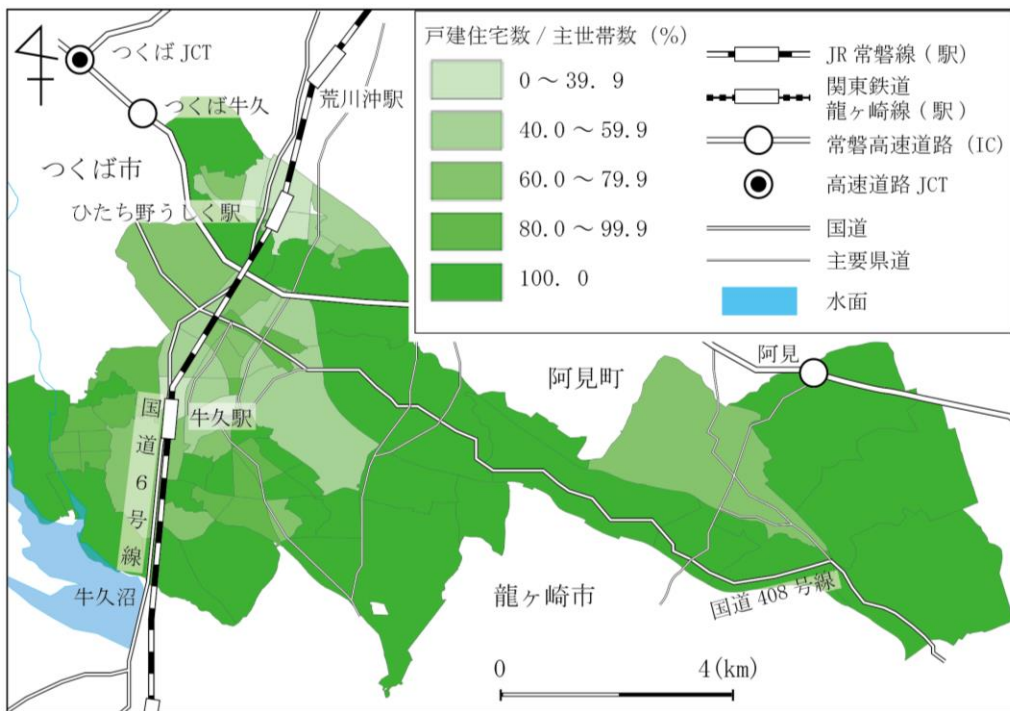 戸建住宅数 / 主世帯数 (%)
0 ～ 39. 9
40.0 ～ 59.9
60.0 ～ 79.9
80.0 ～ 99.9
100. 0
JR 常磐線 ( 駅 )
関東鉄道
龍ヶ崎線 ( 駅 )
常磐高速道路 (IC)
高速道路 JCT
国道
主要県道
水面
つくば JCT
荒川沖駅
つくば牛久
つくば市
ひたち野うしく駅
阿見
阿見町
牛久駅
国道6号線
龍ヶ崎市
国道 408 号線
牛久沼
0 4 (km)